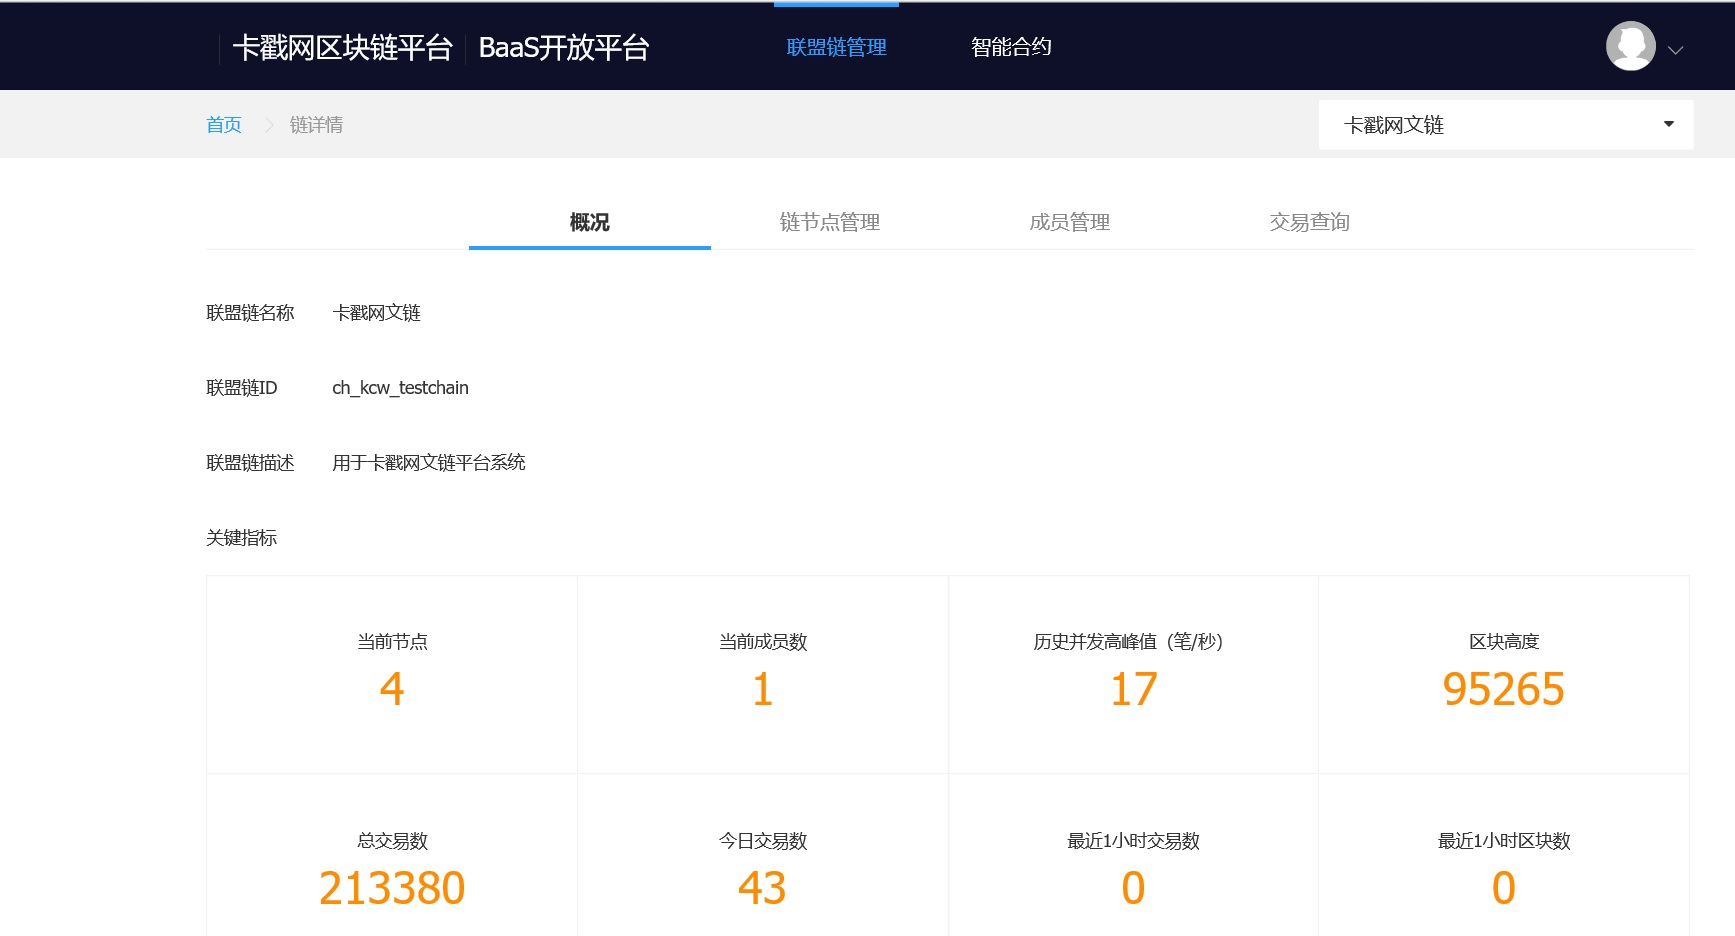 卡戳网区块链平台 BaaS开放平台 联盟链管理 智能合约
首页 链详情 卡戳网文链
概况 链节点管理 成员管理 交易查询
联盟链名称 卡戳网文链
联盟链ID ch_kcw_testchain
联盟链描述 用于卡戳网文链平台系统
关键指标
当前节点 当前成员数 历史并发高峰值（笔/秒） 区块高度
4 1 17 95265
总交易数 今日交易数 最近1小时交易数 最近1小时区块数
213380 43 0 0